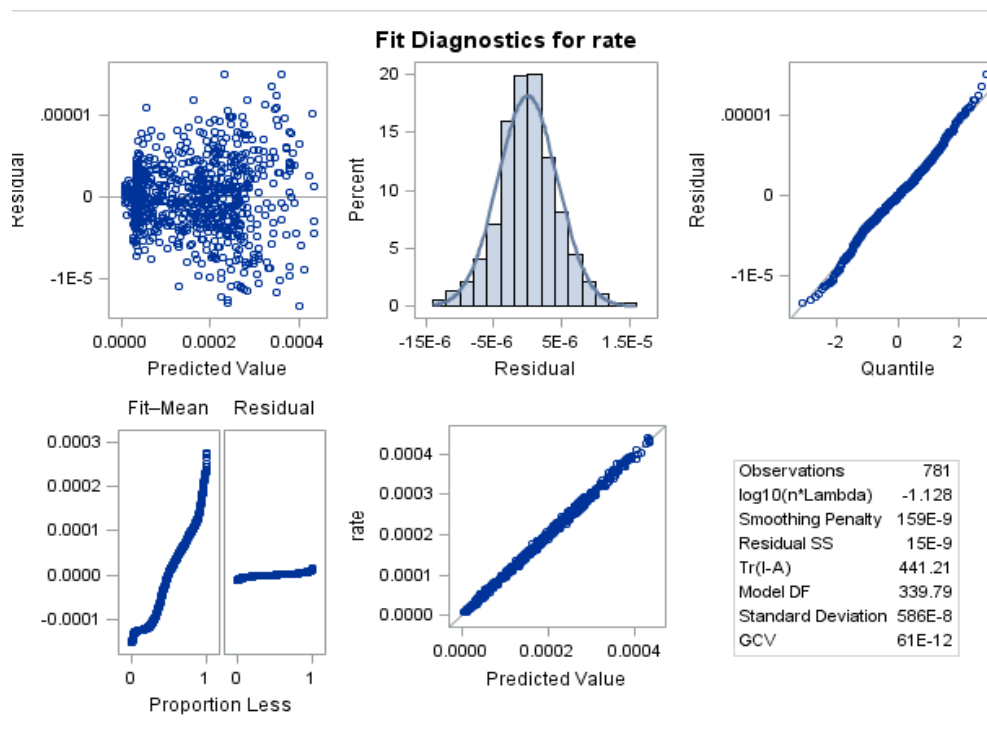 Fit Diagnostics for rate
.00001
0
-1E-5
Residual
0.0000 0.0002 0.0004
Predicted Value
20
15
10
5
0
Percent
-15E-6 -5E-6 5E-6 1.5E-5
Residual
.00001
0
-1E-5
Residual
-2 0 2
Quantile
Fit–Mean Residual
0.0003
0.0002
0.0001
0.0000
-0.0001
0 1 0 1
Proportion Less
0.0004
0.0003
0.0002
0.0001
0.0000
rate
0.0000 0.0002 0.0004
Predicted Value
Observations 781
log10(n*Lambda) -1.128
Smoothing Penalty 159E-9
Residual SS 15E-9
Tr(I-A) 441.21
Model DF 339.79
Standard Deviation 586E-8
GCV 61E-12